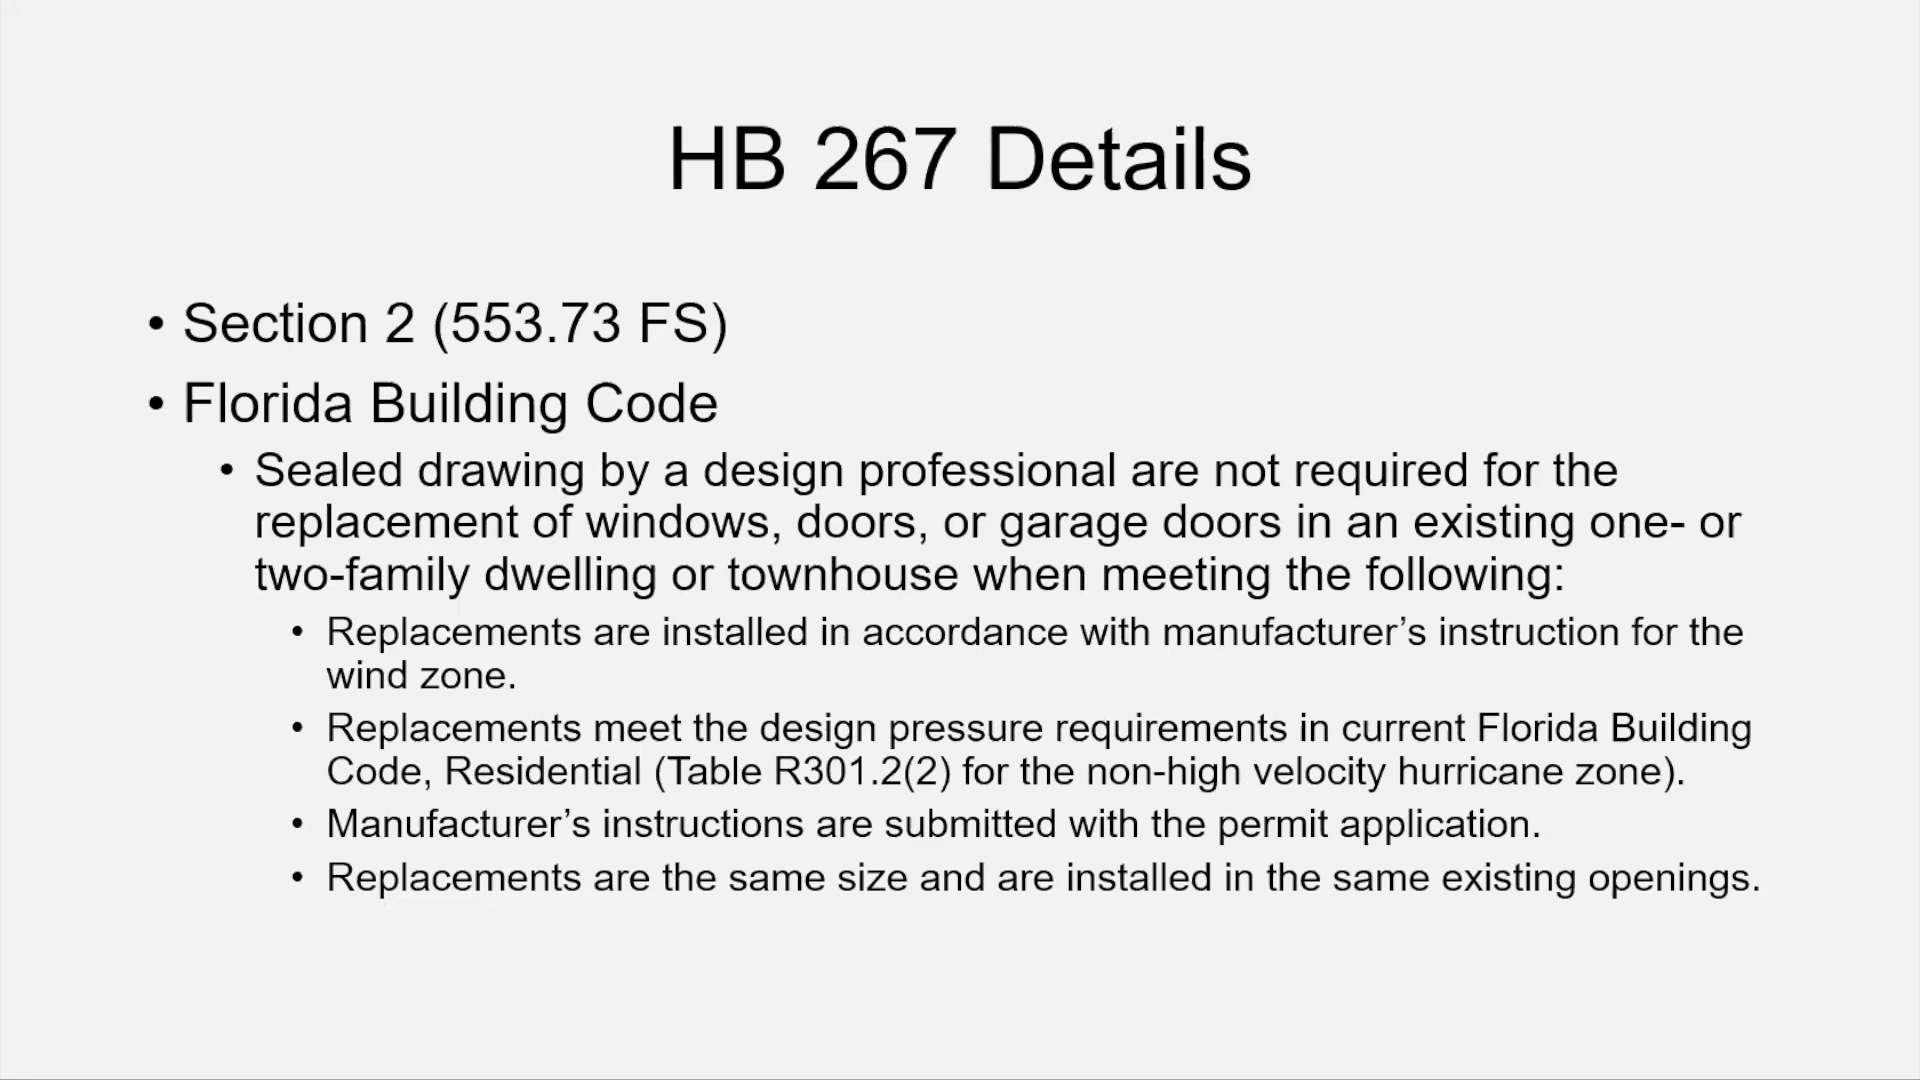 HB 267 Details
• Section 2 (553.73 FS)
• Florida Building Code
• Sealed drawing by a design professional are not required for the
replacement of windows, doors, or garage doors in an existing one- or
two-family dwelling or townhouse when meeting the following:
• Replacements are installed in accordance with manufacturer’s instruction for the
wind zone.
• Replacements meet the design pressure requirements in current Florida Building
Code, Residential (Table R301.2(2) for the non-high velocity hurricane zone).
• Manufacturer’s instructions are submitted with the permit application.
• Replacements are the same size and are installed in the same existing openings.